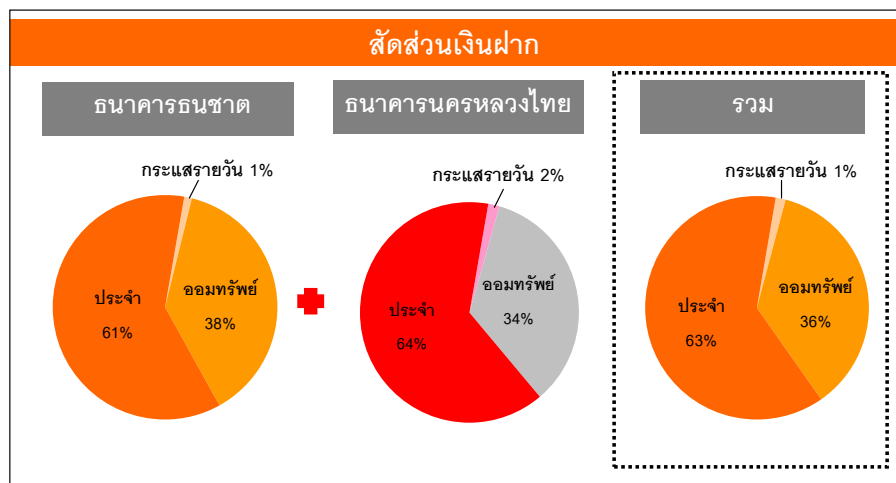 สัดส่วนเงินฝาก
ธนาคารธนชาต
กระแสรายวัน 1%
ประจำ
61%
ออมทรัพย์
38%
ธนาคารนครหลวงไทย
กระแสรายวัน 2%
ประจำ
64%
ออมทรัพย์
34%
รวม
กระแสรายวัน 1%
ประจำ
63%
ออมทรัพย์
36%